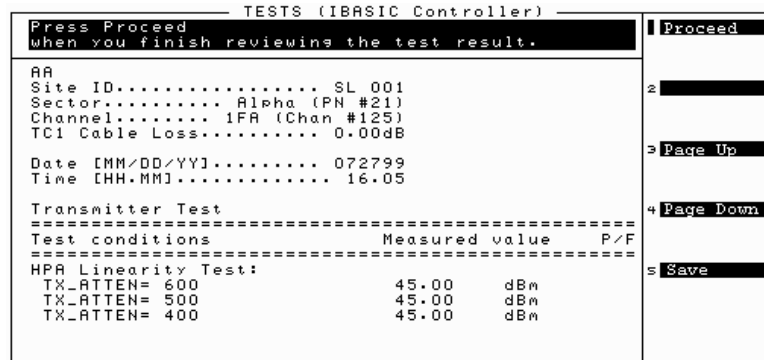 TESTS (IBASIC Controller)
Press Proceed
when you finish reviewing the test result.
AA
Site ID.................. SL 001
Sector.......... Alpha (PN #21)
Channel........ 1FA (Chan #125)
TC1 Cable Loss.......... 0.00dB
Date [MM/DD/YY]......... 072799
Time [HH.MM]............. 16.05
Transmitter Test
==================================================
Test conditions Measured value P/F
==================================================
HPA Linearity Test:
TX_ATTEN= 600 45.00 dBm
TX_ATTEN= 500 45.00 dBm
TX_ATTEN= 400 45.00 dBm
1 Proceed
2
3 Page Up
4 Page Down
5 Save